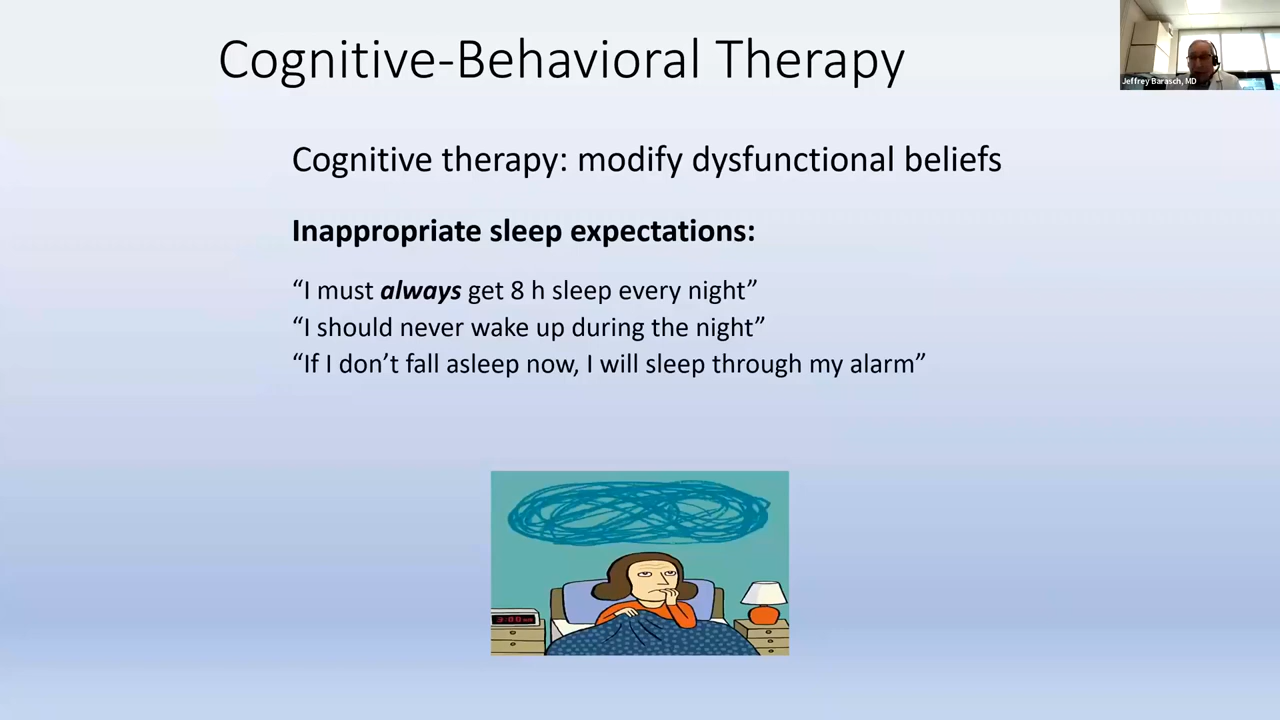 Cognitive-Behavioral Therapy
Jeffrey Barasch, MD
Cognitive therapy: modify dysfunctional beliefs
Inappropriate sleep expectations:
“I must always get 8 h sleep every night”
“I should never wake up during the night”
“If I don’t fall asleep now, I will sleep through my alarm”
3:00